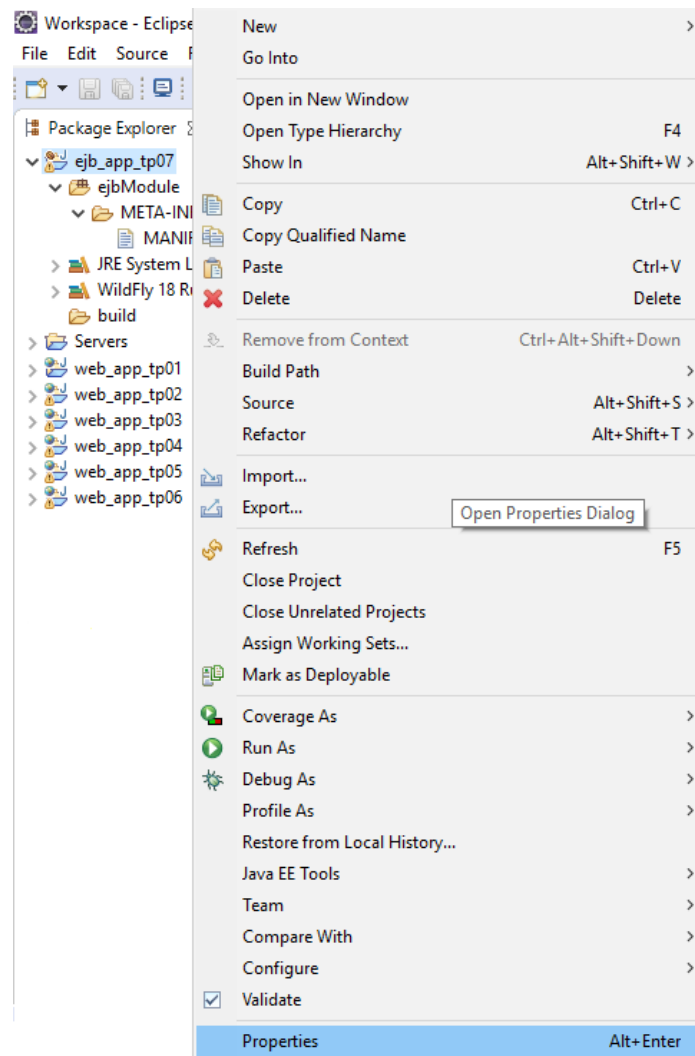 Workspace - Eclipse
File Edit Source
Package Explorer
ejb_app_tp07
ejbModule
META-INF
JRE System
WildFly 18
build
Servers
web_app_tp01
web_app_tp02
web_app_tp03
web_app_tp04
web_app_tp05
web_app_tp06
New
Go Into
Open in New Window
Open Type Hierarchy F4
Show In Alt+Shift+W
Copy Ctrl+C
Copy Qualified Name
Paste Ctrl+V
Delete Delete
Remove from Context Ctrl+Alt+Shift+Down
Build Path
Source Alt+Shift+S
Refactor Alt+Shift+T
Import...
Export...
Open Properties Dialog
Refresh F5
Close Project
Close Unrelated Projects
Assign Working Sets...
Mark as Deployable
Coverage As
Run As
Debug As
Profile As
Restore from Local History...
Java EE Tools
Team
Compare With
Configure
Validate
Properties Alt+Enter